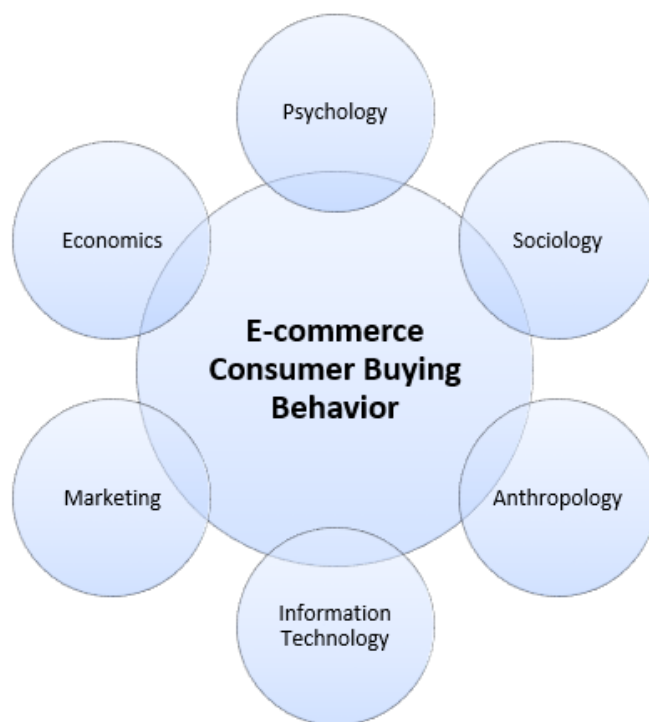 Psychology
Economics
Sociology
E-commerce
Consumer Buying
Behavior
Marketing
Anthropology
Information
Technology